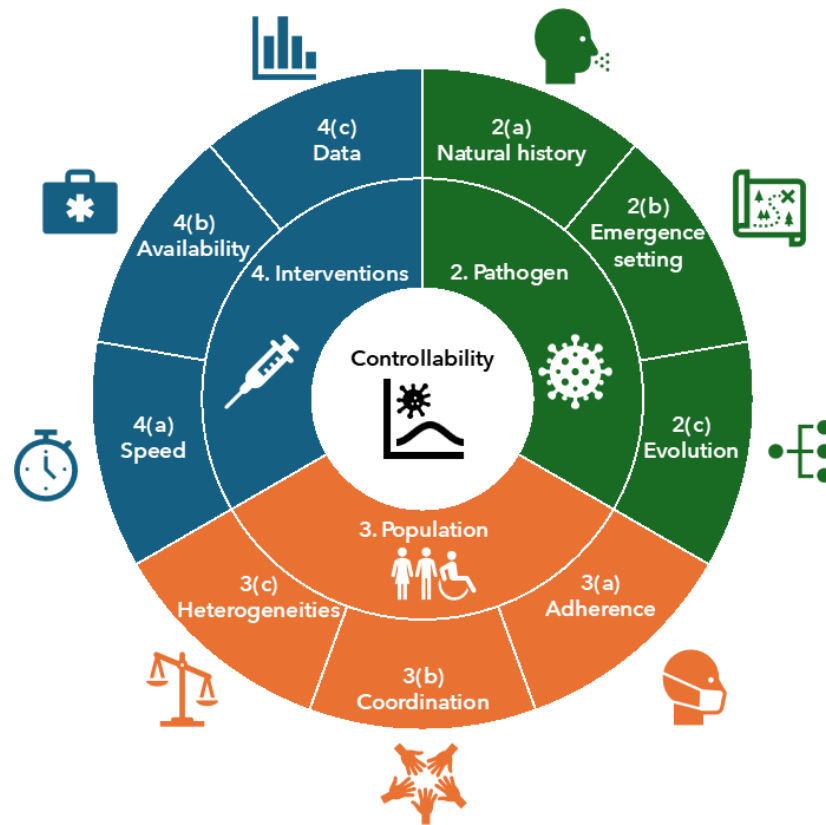 4(c)
Data
2(a)
Natural history
4(b)
Availability
2(b)
Emergence
setting
4. Interventions
2. Pathogen
Controllability
4(a)
Speed
2(c)
Evolution
3. Population
3(c)
Heterogeneities
3(a)
Adherence
3(b)
Coordination